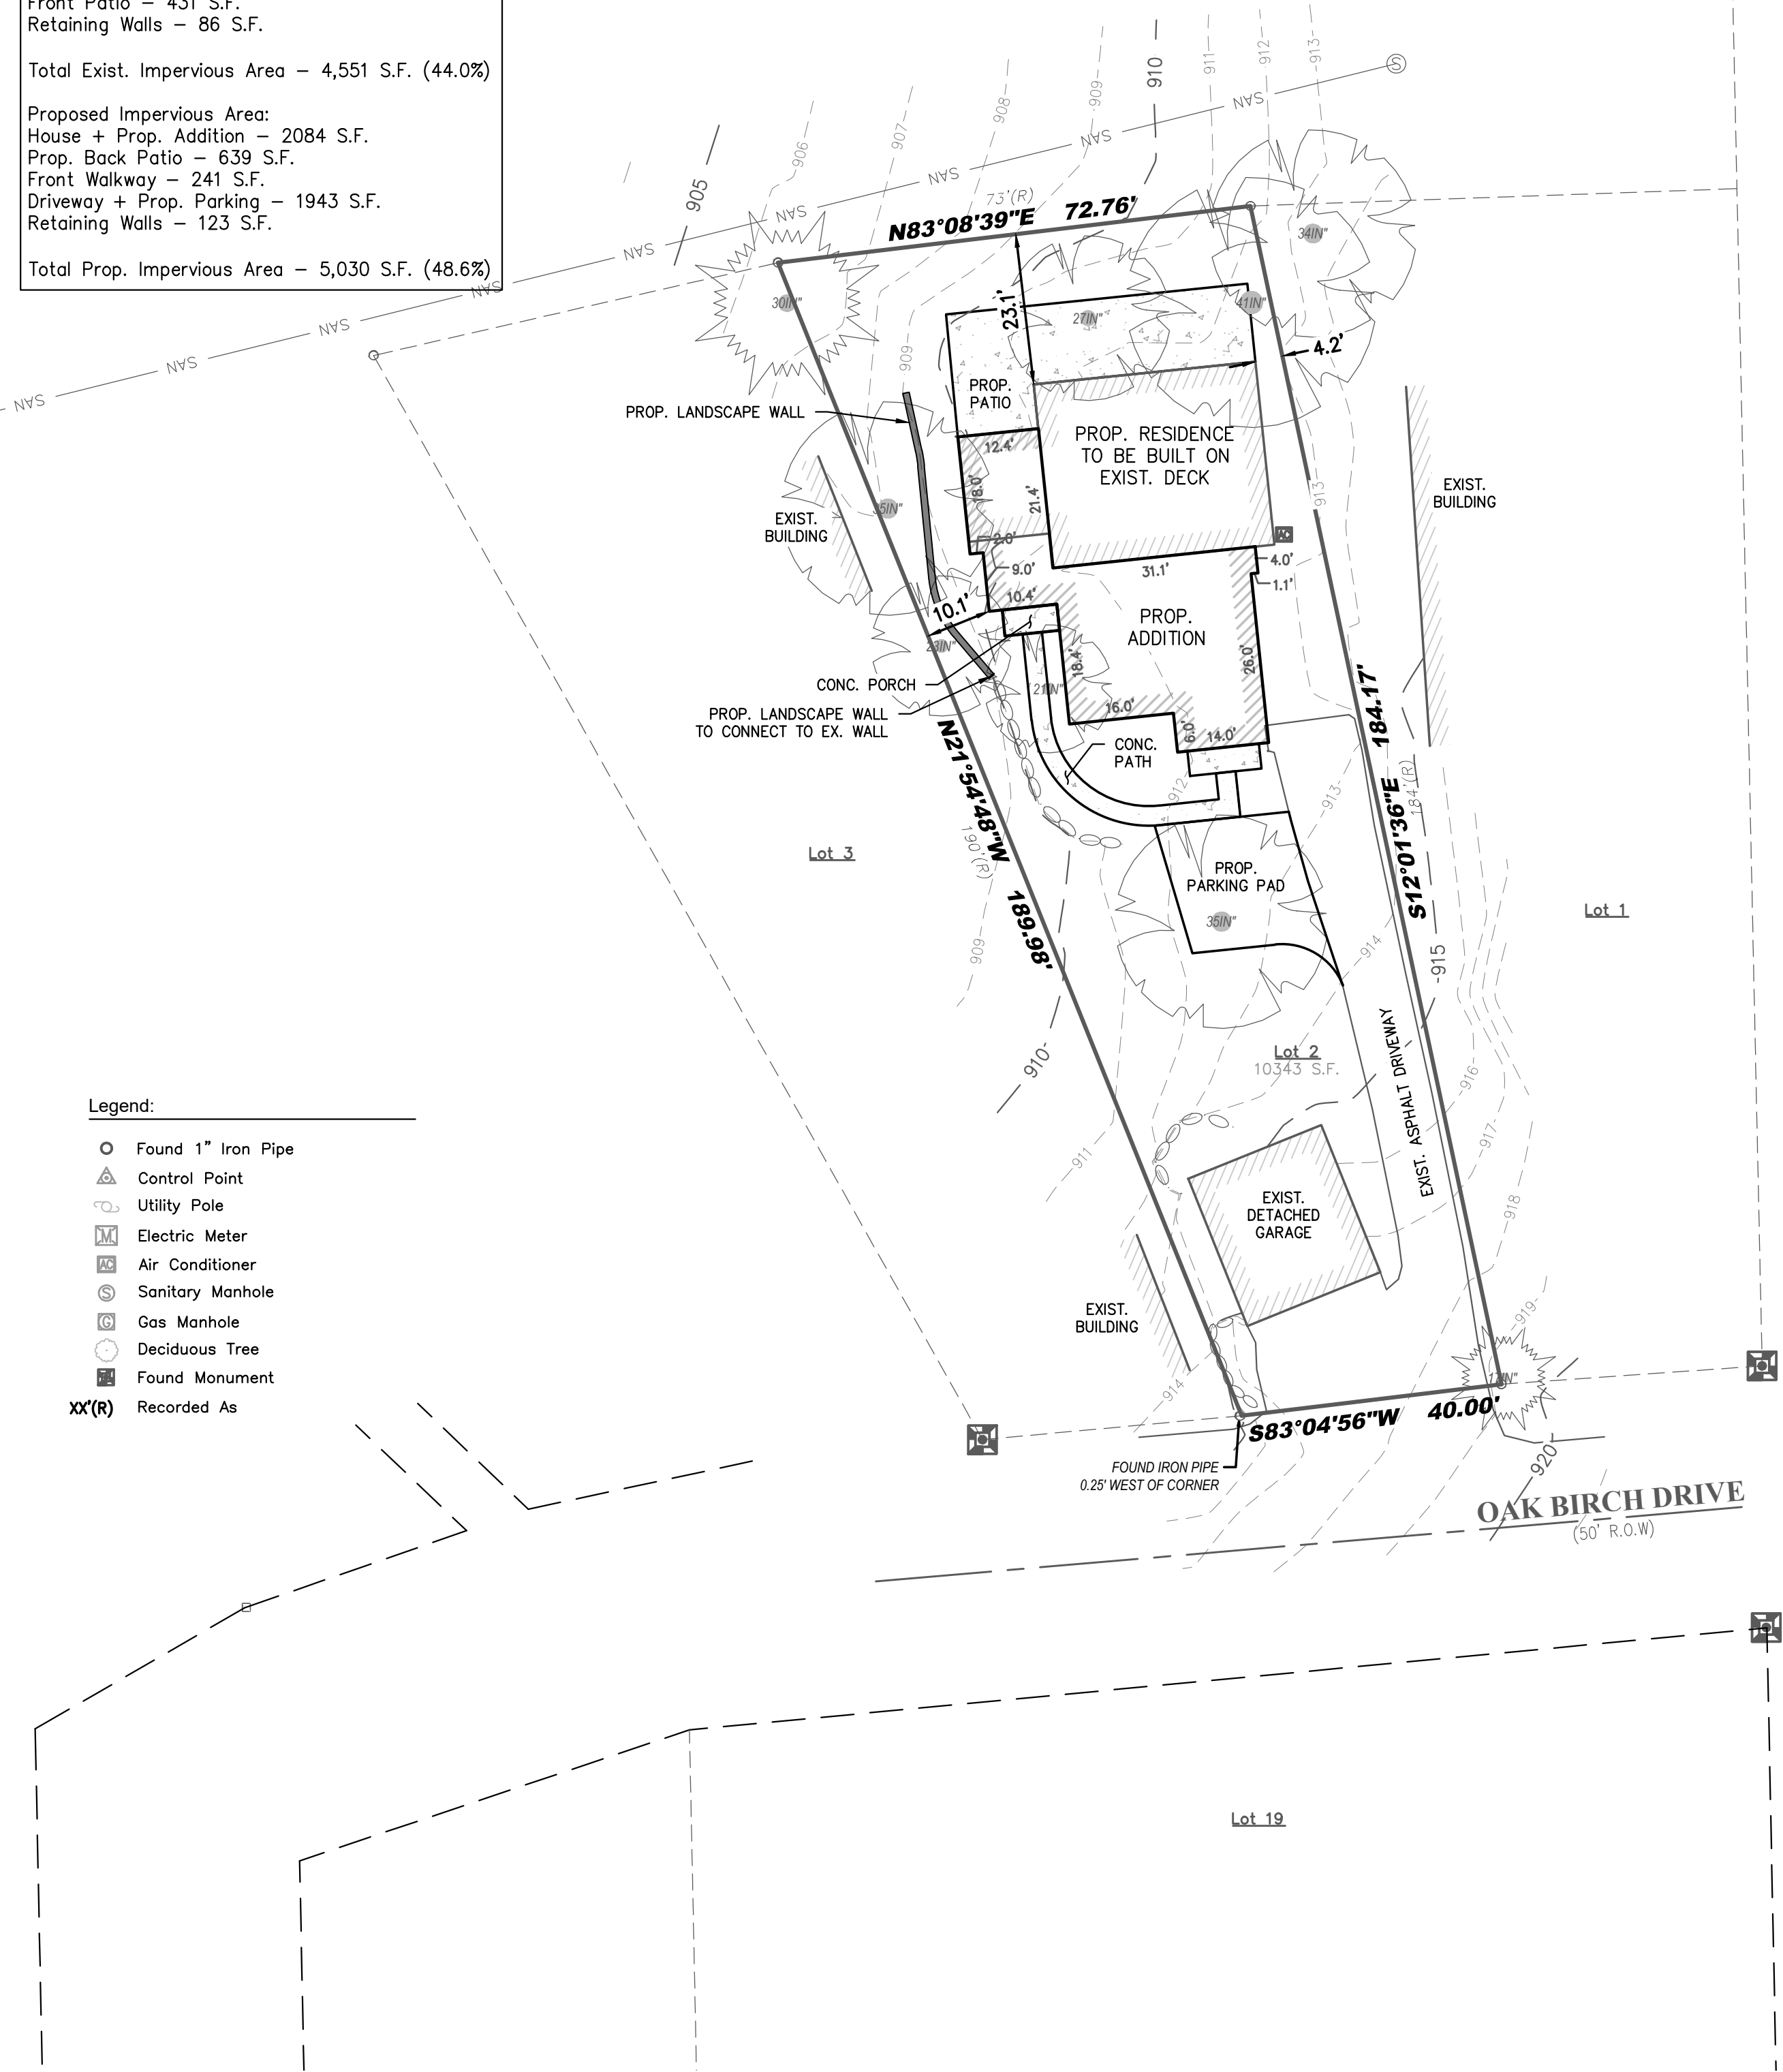 Front Patio – 431 S.F.
Retaining Walls – 86 S.F.
Total Exist. Impervious Area – 4,551 S.F. (44.0%)
Proposed Impervious Area:
House + Prop. Addition – 2084 S.F.
Prop. Back Patio – 639 S.F.
Front Walkway – 241 S.F.
Driveway + Prop. Parking – 1943 S.F.
Retaining Walls – 123 S.F.
Total Prop. Impervious Area – 5,030 S.F. (48.6%)
905
906
907
908
909
910
911
912
913
S
SAN
SAN
SAN
SAN
SAN
SAN
SAN
SAN
SAN
SAN
73'(R)
N83°08'39"E 72.76'
34IN"
30IN"
41IN"
27IN"
23.1'
4.2'
909
PROP.
PATIO
PROP. LANDSCAPE WALL
PROP. RESIDENCE
TO BE BUILT ON
EXIST. DECK
12.4'
18.0'
21.4'
35IN"
EXIST.
BUILDING
EXIST.
BUILDING
913
AC
2.0'
9.0'
10.4'
31.1'
4.0'
1.1'
10.1'
PROP.
ADDITION
23IN"
18.4'
26.0'
CONC. PORCH
21IN"
PROP. LANDSCAPE WALL
TO CONNECT TO EX. WALL
16.0'
6.0'
14.0'
CONC.
PATH
N21°54'48"W 189.98'
190'(R)
S12°01'36"E 184.17'
184'(R)
912
913
Lot 3
PROP.
PARKING PAD
35IN"
Lot 1
909
914
915
910
Lot 2
10343 S.F.
EXIST. ASPHALT DRIVEWAY
916
917
911
918
EXIST.
DETACHED
GARAGE
EXIST.
BUILDING
919
914
S83°04'56"W 40.00'
FOUND IRON PIPE
0.25' WEST OF CORNER
920
OAK BIRCH DRIVE
(50' R.O.W)
Legend:
Found 1" Iron Pipe
Control Point
Utility Pole
M Electric Meter
AC Air Conditioner
S Sanitary Manhole
G Gas Manhole
Deciduous Tree
Found Monument
XX'(R) Recorded As
Lot 19